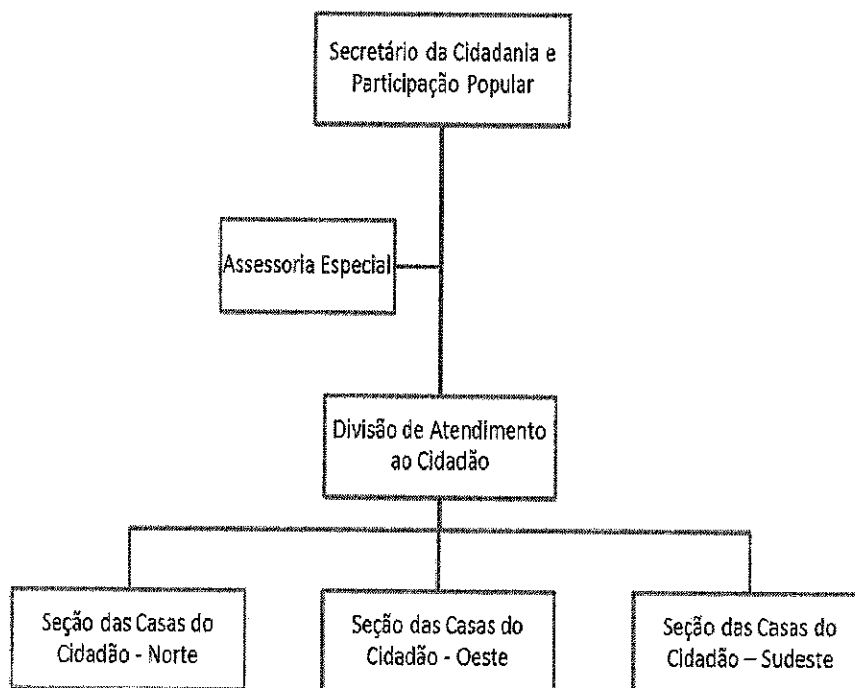 Secretário da Cidadania e
Participação Popular
Assessoria Especial
Divisão de Atendimento
ao Cidadão
Seção das Casas do
Cidadão - Norte
Seção das Casas do
Cidadão - Oeste
Seção das Casas do
Cidadão – Sudeste